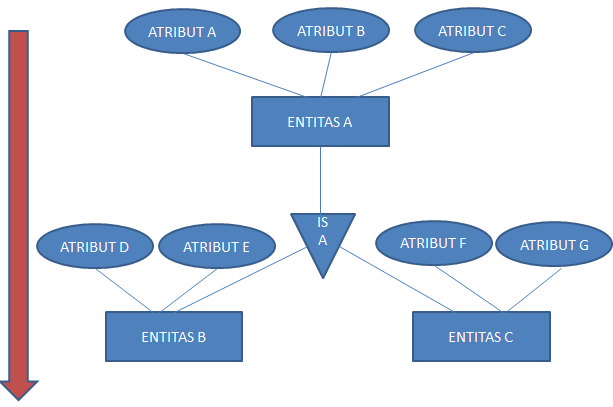 ATRIBUT A
ATRIBUT B
ATRIBUT C
ENTITAS A
IS
A
ATRIBUT D
ATRIBUT E
ATRIBUT F
ATRIBUT G
ENTITAS B
ENTITAS C